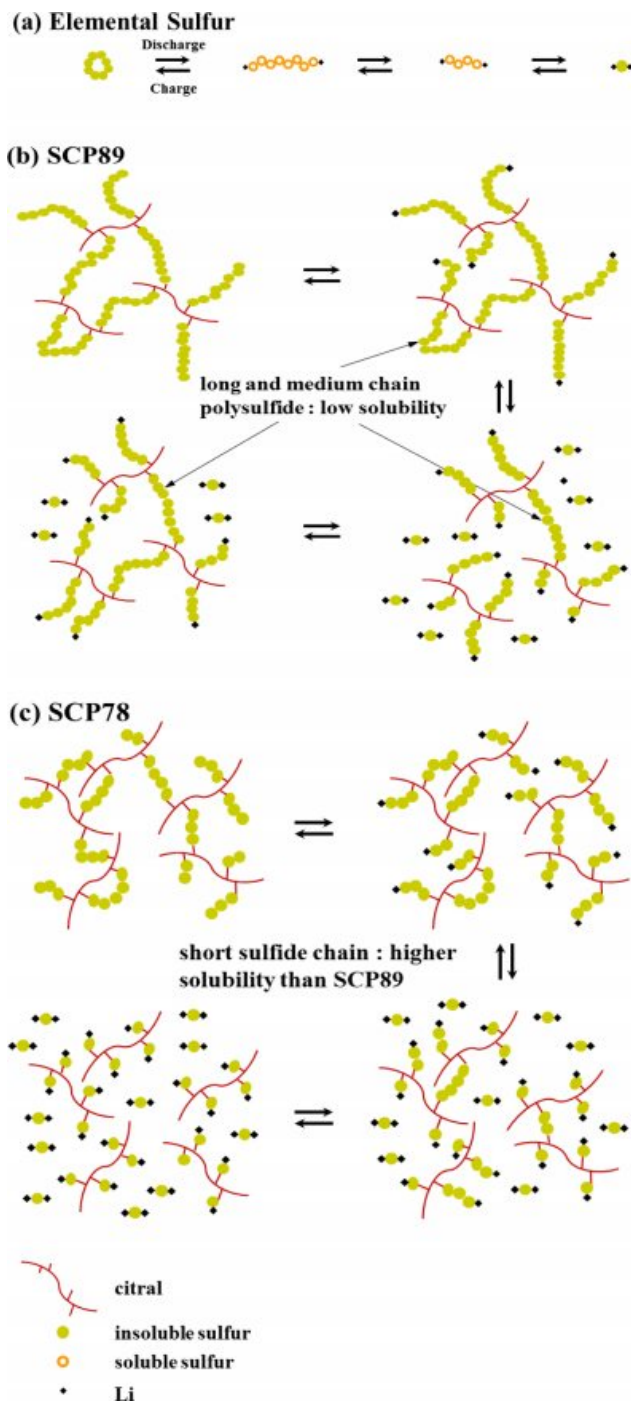 (a) Elemental Sulfur
Discharge
Charge
(b) SCP89
long and medium chain
polysulfide : low solubility
(c) SCP78
short sulfide chain : higher
solubility than SCP89
citral
insoluble sulfur
soluble sulfur
Li